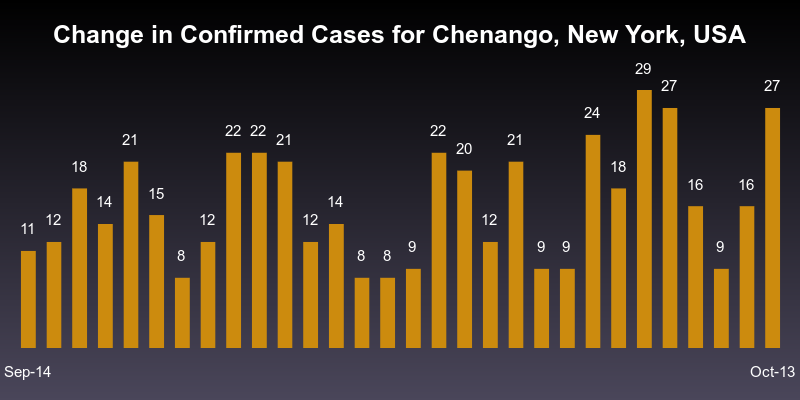 Change in Confirmed Cases for Chenango, New York, USA
11 12 18 14 21 15 8 12 22 22 21 12 14 8 8 9 22 20 12 21 9 9 24 18 29 27 16 9 16 27
Sep-14 Oct-13